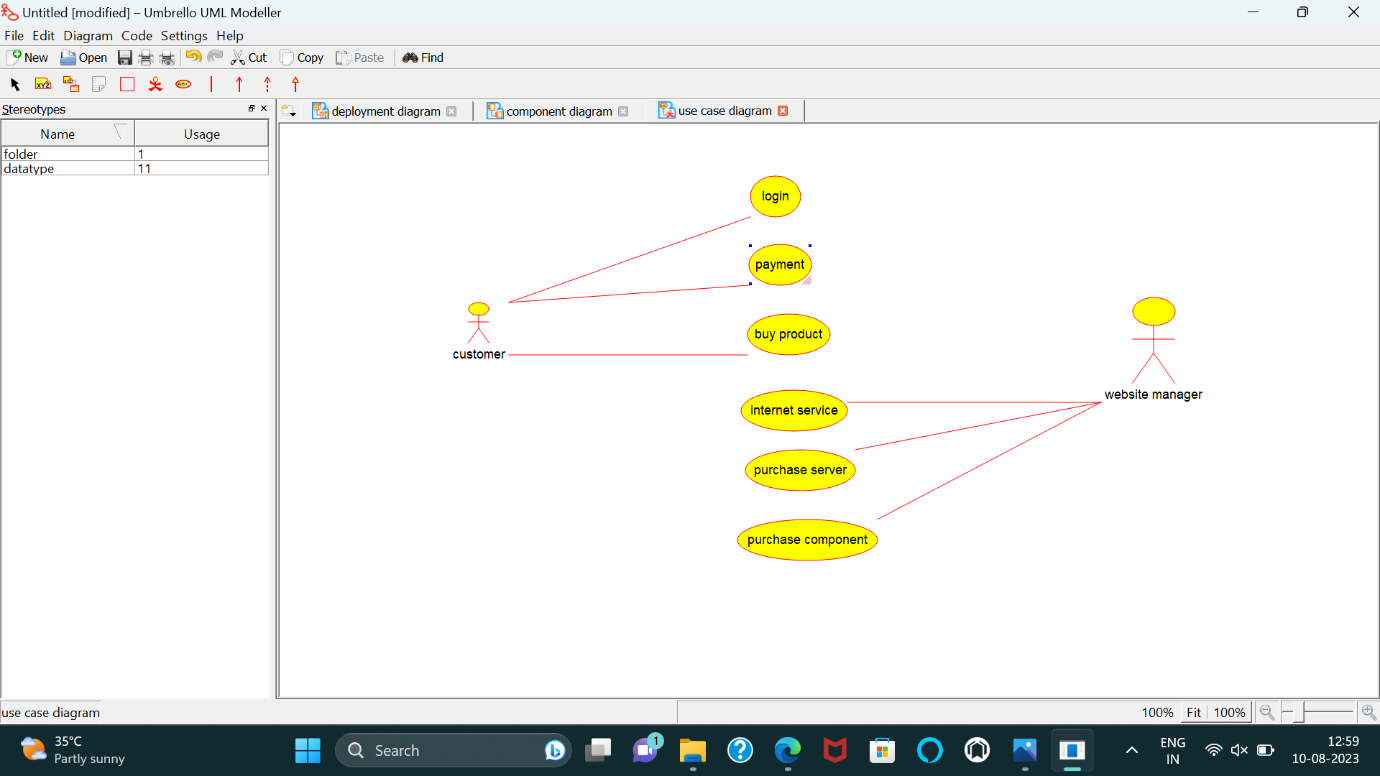 Untitled [modified] – Umbrello UML Modeller
File Edit Diagram Code Settings Help
New Open Cut Copy Paste Find
XYZ ABC
Stereotypes
deployment diagram component diagram use case diagram
Name Usage
folder 1
datatype 11
login
payment
buy product
customer
website manager
internet service
purchase server
purchase component
use case diagram
100% Fit 100%
35°C
Partly sunny
Search
1
ENG
IN
12:59
10-08-2023